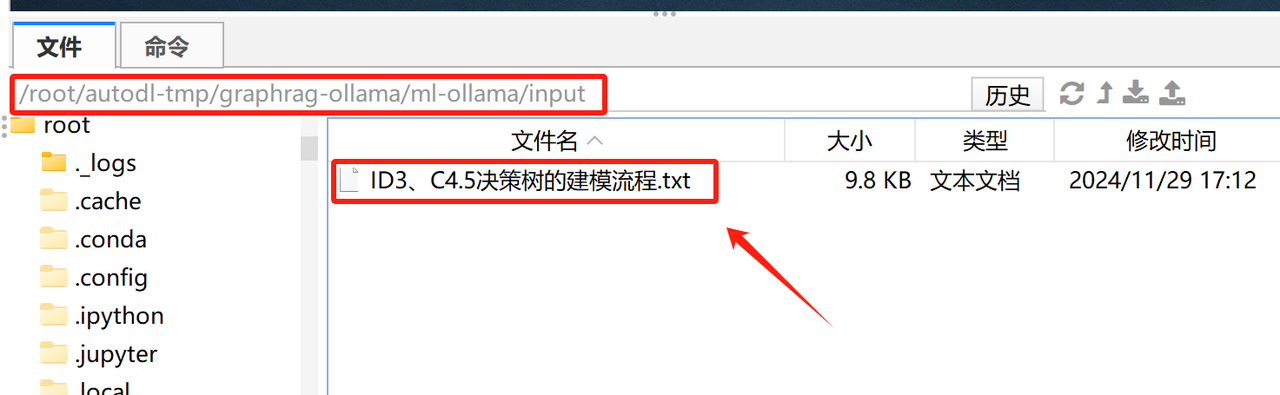 文件 命令
/root/autodl-tmp/graphrag-ollama/ml-ollama/input 历史
root
._logs
.cache
.conda
.config
.ipython
.jupyter
.local
文件名 大小 类型 修改时间
ID3、C4.5决策树的建模流程.txt 9.8 KB 文本文档 2024/11/29 17:12